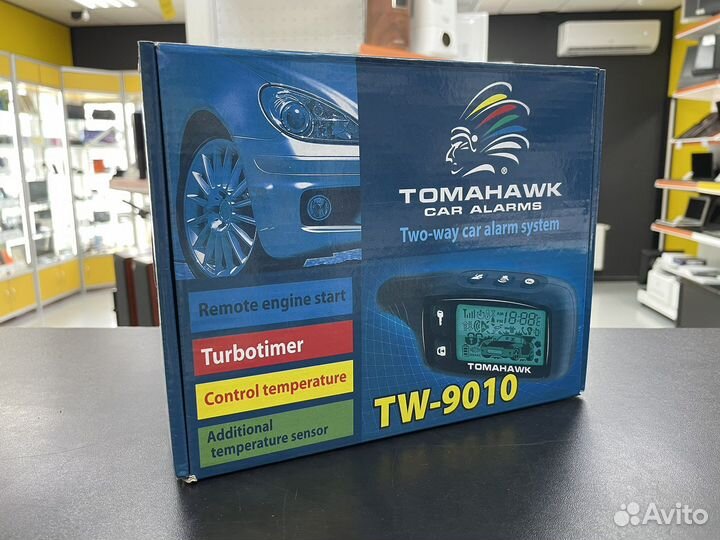 TOMAHAWK
CAR ALARMS
Two-way car alarm system
Remote engine start
Turbotimer
Control temperature
Additional
temperature sensor
TOMAHAWK
TW-9010
Avito